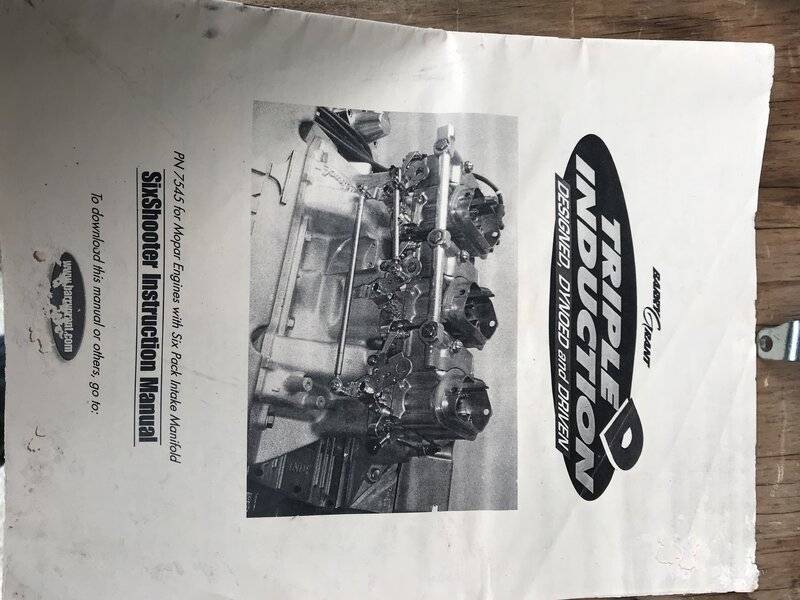 BARRY GRANT
TRIPLE
INDUCTION
DESIGNED, DYNOED and DRIVEN
PN 7545 for Mopar Engines with Six Pack Intake Manifold
SixShooter Instruction Manual
To download this manual or others, go to:
www.barrygrant.com